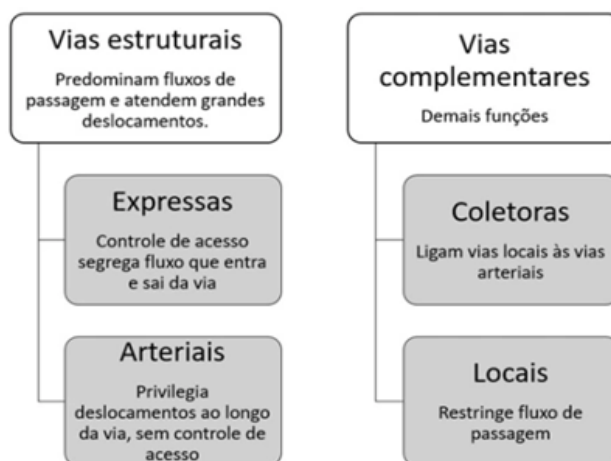 Vias estruturais
Predominam fluxos de
passagem e atendem grandes
deslocamentos.
Expressas
Controle de acesso
segrega fluxo que entra
e sai da via
Arteriais
Privilegia
deslocamentos ao longo
da via, sem controle de
acesso
Vias
complementares
Demais funções
Coletoras
Ligam vias locais às vias
arteriais
Locais
Restringe fluxo de
passagem